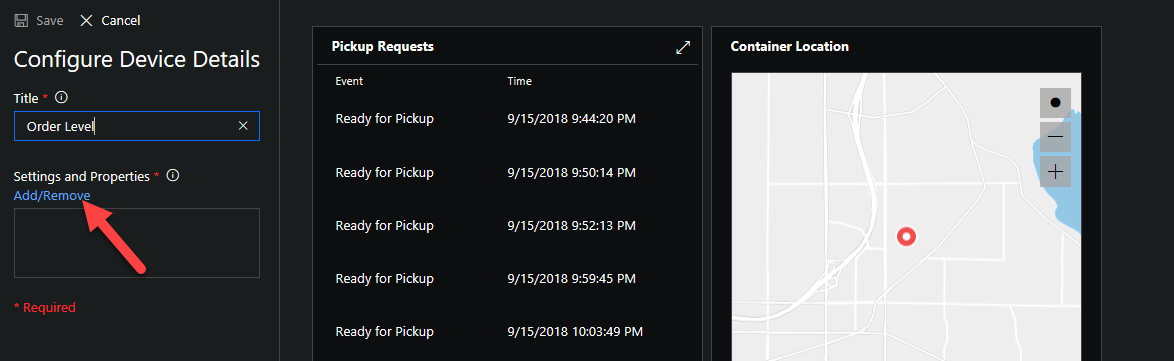 Save Cancel
Configure Device Details
Title *
Order Level
Settings and Properties *
Add/Remove
* Required
Pickup Requests
Event Time
Ready for Pickup 9/15/2018 9:44:20 PM
Ready for Pickup 9/15/2018 9:50:14 PM
Ready for Pickup 9/15/2018 9:52:13 PM
Ready for Pickup 9/15/2018 9:59:45 PM
Ready for Pickup 9/15/2018 10:03:49 PM
Container Location